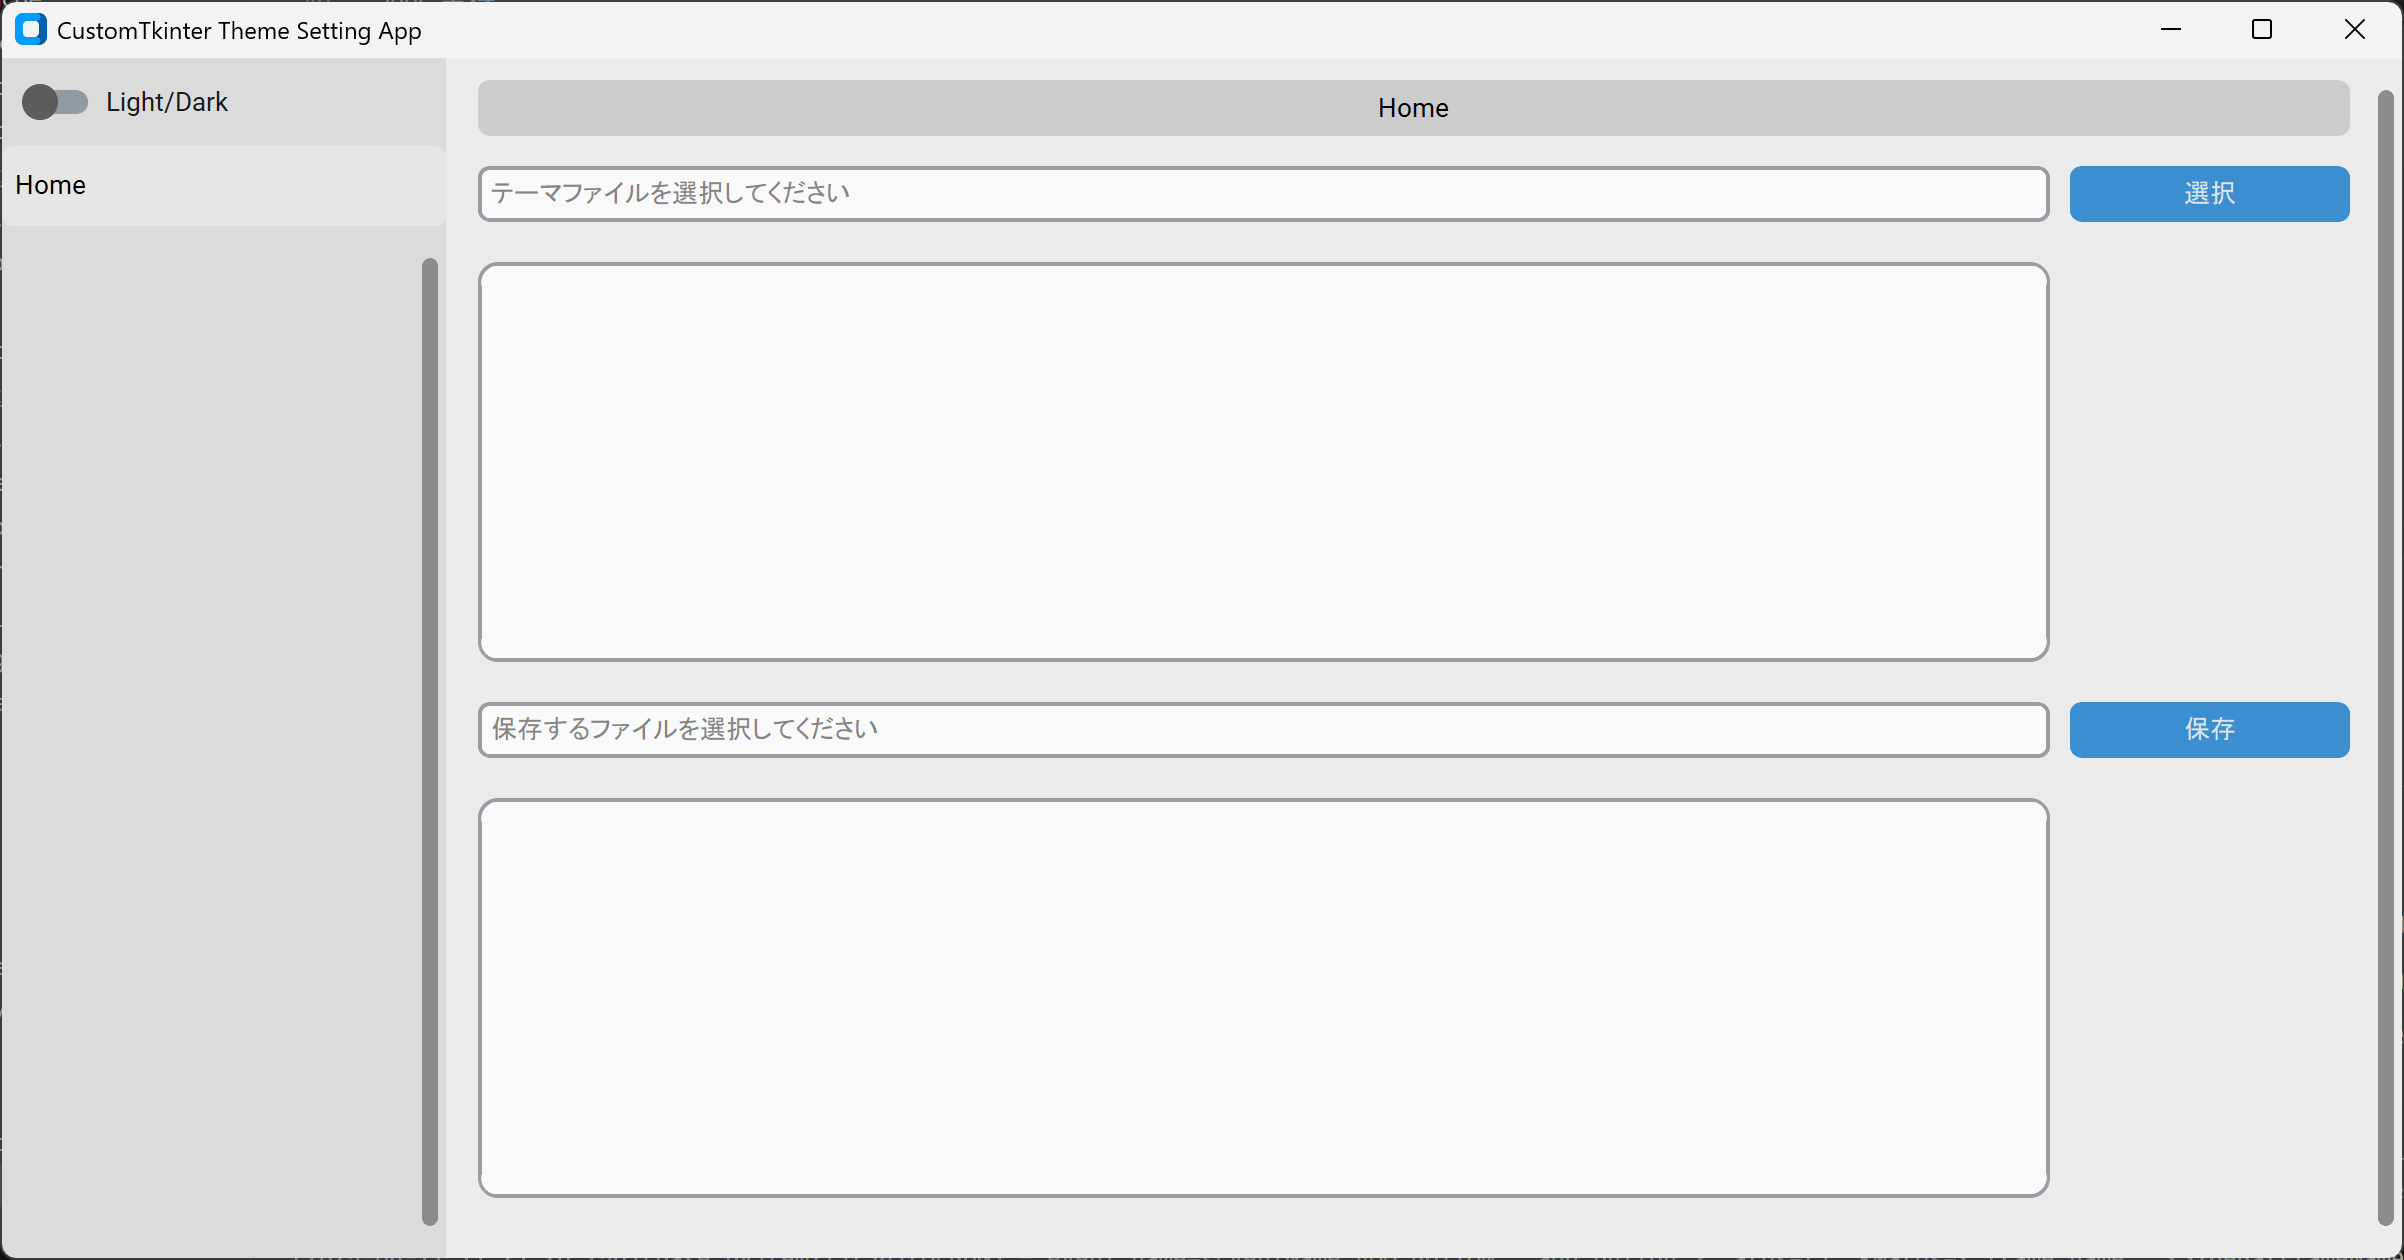 CustomTkinter Theme Setting App
Light/Dark
Home
Home
テーマファイルを選択してください
選択
保存するファイルを選択してください
保存